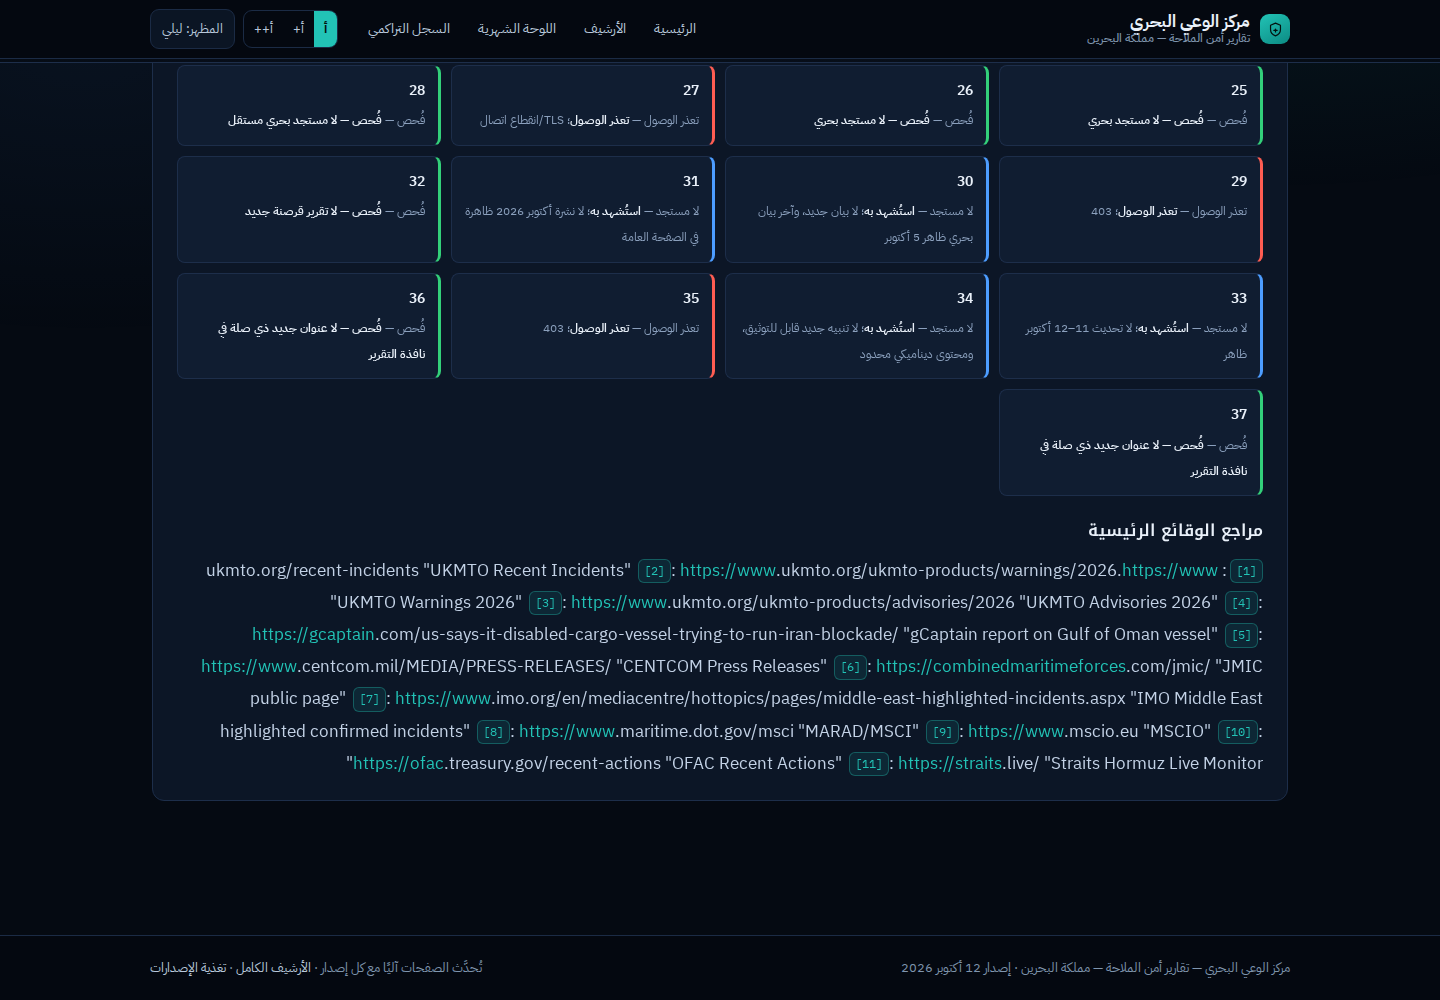 مركز الوعي البحري
تقارير أمن الملاحة — مملكة البحرين
الرئيسية
الأرشيف
اللوحة الشهرية
السجل التراكمي
أ
أ+
أ++
المظهر: ليلي
25
فُحص — فُحص — لا مستجد بحري
26
فُحص — فُحص — لا مستجد بحري
27
تعذر الوصول — تعذر الوصول؛ TLS/انقطاع اتصال
28
فُحص — فُحص — لا مستجد بحري مستقل
29
تعذر الوصول — تعذر الوصول؛ 403
30
لا مستجد — استُشهد به؛ لا بيان جديد، وآخر بيان
بحري ظاهر 5 أكتوبر
31
لا مستجد — استُشهد به؛ لا نشرة أكتوبر 2026 ظاهرة
في الصفحة العامة
32
فُحص — فُحص — لا تقرير قرصنة جديد
33
لا مستجد — استُشهد به؛ لا تحديث 11–12 أكتوبر
ظاهر
34
لا مستجد — استُشهد به؛ لا تنبيه جديد قابل للتوثيق،
ومحتوى ديناميكي محدود
35
تعذر الوصول — تعذر الوصول؛ 403
36
فُحص — فُحص — لا عنوان جديد ذي صلة في
نافذة التقرير
37
فُحص — فُحص — لا عنوان جديد ذي صلة في
نافذة التقرير
مراجع الوقائع الرئيسية
ukmto.org/recent-incidents "UKMTO Recent Incidents" [2]: https://www.ukmto.org/ukmto-products/warnings/2026.https://www : [1]
"UKMTO Warnings 2026" [3]: https://www.ukmto.org/ukmto-products/advisories/2026 "UKMTO Advisories 2026" [4]:
https://gcaptain.com/us-says-it-disabled-cargo-vessel-trying-to-run-iran-blockade/ "gCaptain report on Gulf of Oman vessel" [5]:
https://www.centcom.mil/MEDIA/PRESS-RELEASES/ "CENTCOM Press Releases" [6]: https://combinedmaritimeforces.com/jmic/ "JMIC
public page" [7]: https://www.imo.org/en/mediacentre/hottopics/pages/middle-east-highlighted-incidents.aspx "IMO Middle East
highlighted confirmed incidents" [8]: https://www.maritime.dot.gov/msci "MARAD/MSCI" [9]: https://www.mscio.eu "MSCIO" [10]:
"https://ofac.treasury.gov/recent-actions "OFAC Recent Actions" [11]: https://straits.live/ "Straits Hormuz Live Monitor
مركز الوعي البحري — تقارير أمن الملاحة — مملكة البحرين · إصدار 12 أكتوبر 2026
تُحدَّث الصفحات آليًا مع كل إصدار · الأرشيف الكامل · تغذية الإصدارات